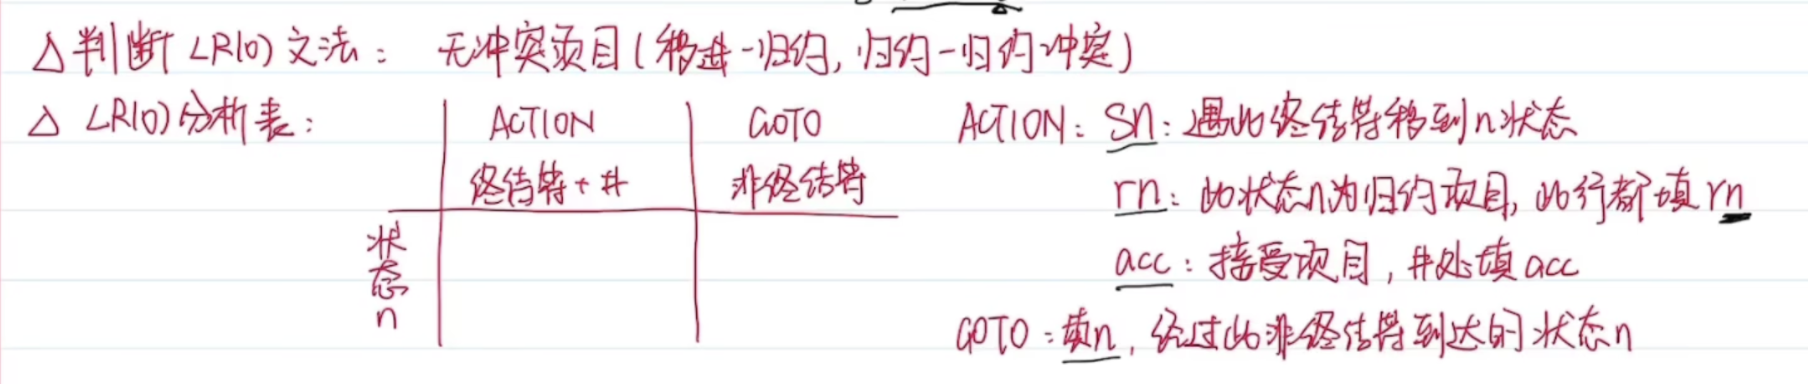 △判断LR(0)文法：无冲突项目(移进-归约,归约-归约冲突)
△ LR(0)分析表：
ACTION GOTO
终结符+# 非终结符
状态n
ACTION：Sn：遇此终结符移到n状态
rn：此状态n为归约项目,此行都填rn
acc：接受项目,#处填acc
GOTO：填n,经过此非终结符到达的状态n